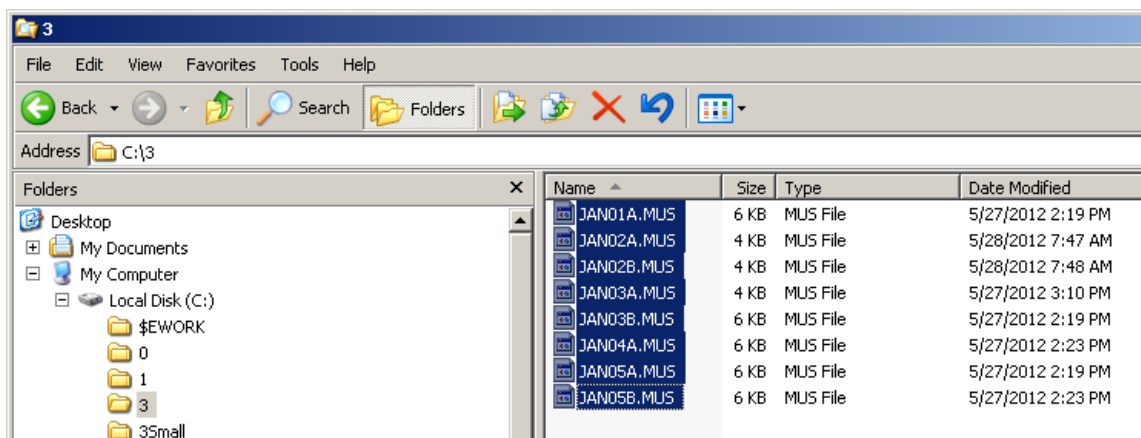 3
File Edit View Favorites Tools Help
Back Search Folders
Address C:\3
Folders
Desktop
My Documents
My Computer
Local Disk (C:)
$EWORK
0
1
3
3Small
Name Size Type Date Modified
JAN01A.MUS 6 KB MUS File 5/27/2012 2:19 PM
JAN02A.MUS 4 KB MUS File 5/28/2012 7:47 AM
JAN02B.MUS 4 KB MUS File 5/28/2012 7:48 AM
JAN03A.MUS 4 KB MUS File 5/27/2012 3:10 PM
JAN03B.MUS 6 KB MUS File 5/27/2012 2:19 PM
JAN04A.MUS 6 KB MUS File 5/27/2012 2:23 PM
JAN05A.MUS 6 KB MUS File 5/27/2012 2:19 PM
JAN05B.MUS 6 KB MUS File 5/27/2012 2:23 PM